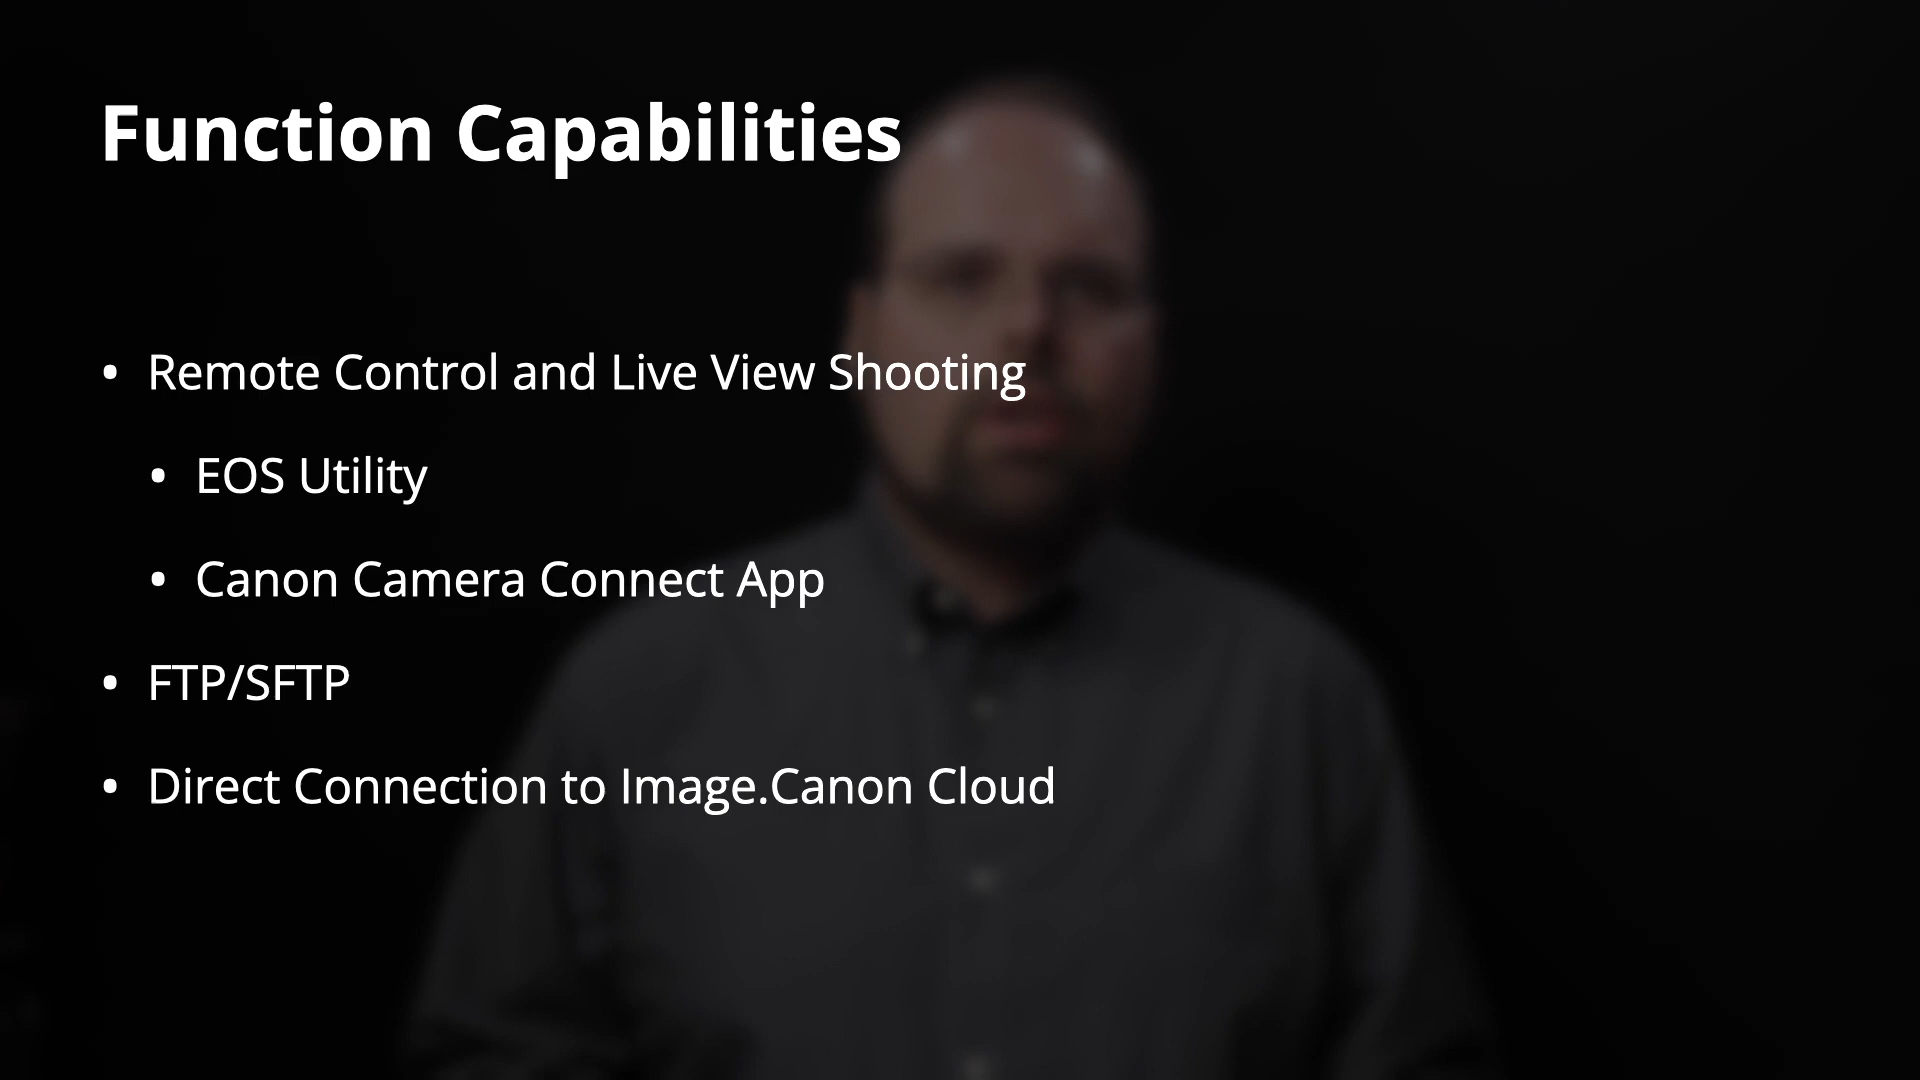 Function Capabilities
• Remote Control and Live View Shooting
• EOS Utility
• Canon Camera Connect App
• FTP/SFTP
• Direct Connection to Image.Canon Cloud